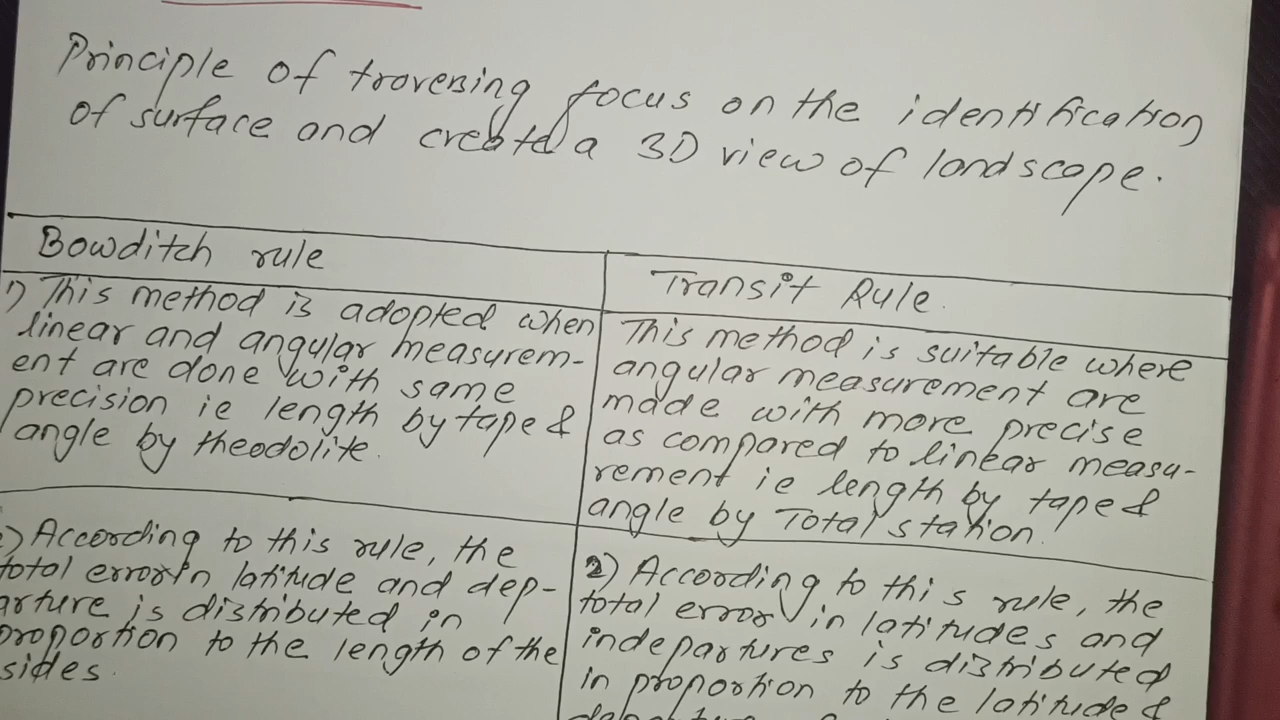 Principle of traversing focus on the identification
of surface and create a 3D view of landscape.
Bowditch rule
1) This method is adopted when
linear and angular measurem-
ent are done with same
precision ie length by tape &
angle by theodolite.
) According to this rule, the
total error in latitude and dep-
arture is distributed in
proportion to the length of the
sides.
Transit Rule.
This method is suitable where
angular measurement are
made with more precise
as compared to linear measu-
rement ie length by tape &
angle by Total station.
2) According to this rule, the
total error in latitudes and
indepartures is distributed
in proportion to the latitude &